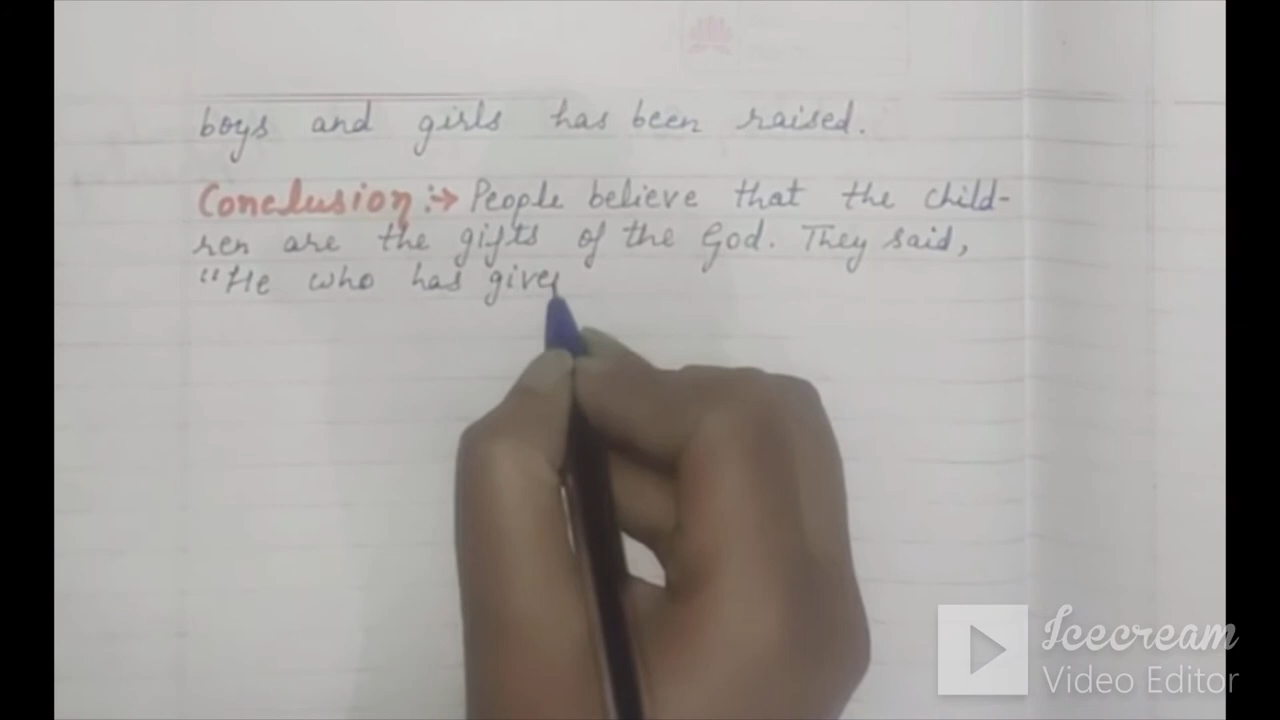 boys and girls has been raised.
Conclusion :→ People believe that the child-
ren are the gifts of the God. They said,
"He who has give
Icecream
Video Editor